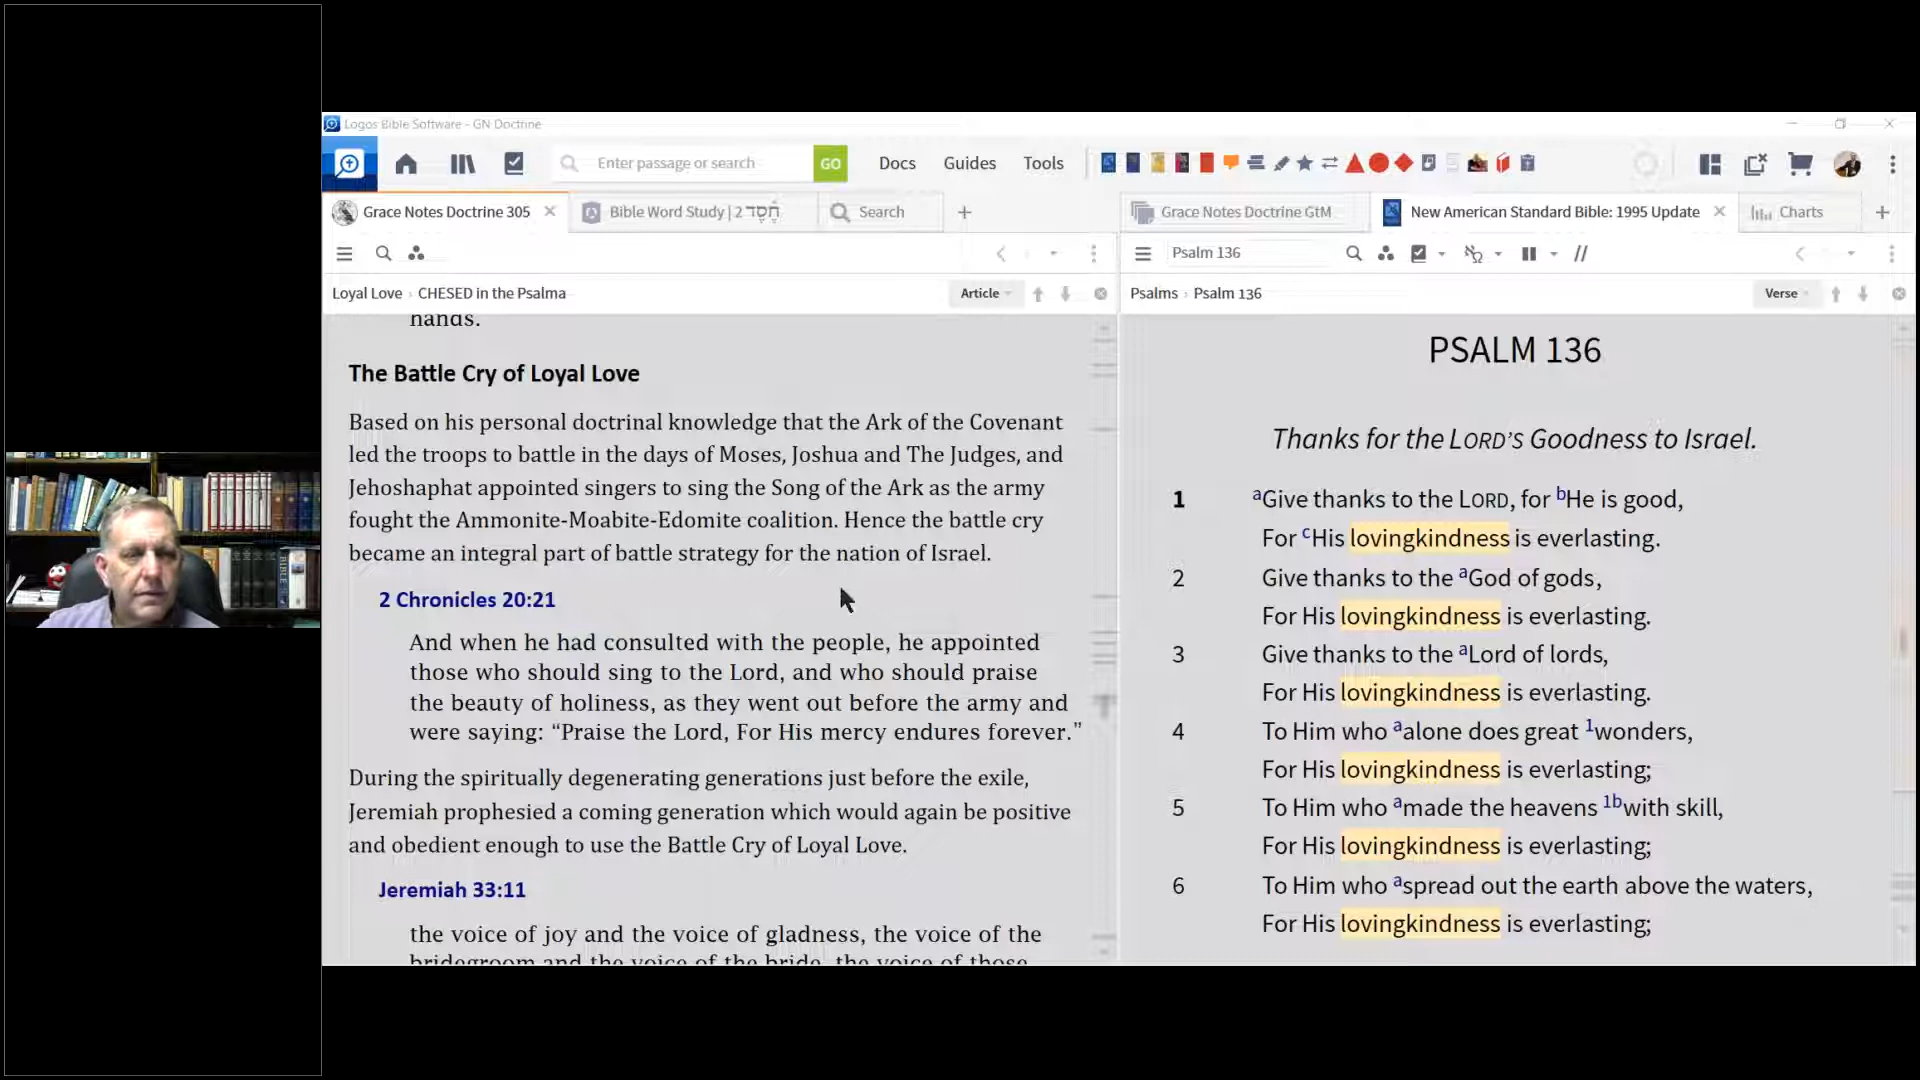 Logos Bible Software - GN Doctrine
Enter passage or search
GO
Docs
Guides
Tools
Grace Notes Doctrine 305
Bible Word Study | 2 חֶסֶד
Search
Grace Notes Doctrine GtM
New American Standard Bible: 1995 Update
Charts
Psalm 136
Loyal Love › CHESED in the Psalma
Article
Psalms › Psalm 136
Verse
hands.
The Battle Cry of Loyal Love
Based on his personal doctrinal knowledge that the Ark of the Covenant
led the troops to battle in the days of Moses, Joshua and The Judges, and
Jehoshaphat appointed singers to sing the Song of the Ark as the army
fought the Ammonite-Moabite-Edomite coalition. Hence the battle cry
became an integral part of battle strategy for the nation of Israel.
2 Chronicles 20:21
And when he had consulted with the people, he appointed
those who should sing to the Lord, and who should praise
the beauty of holiness, as they went out before the army and
were saying: “Praise the Lord, For His mercy endures forever.”
During the spiritually degenerating generations just before the exile,
Jeremiah prophesied a coming generation which would again be positive
and obedient enough to use the Battle Cry of Loyal Love.
Jeremiah 33:11
the voice of joy and the voice of gladness, the voice of the
bridegroom and the voice of the bride, the voice of those
PSALM 136
Thanks for the LORD’S Goodness to Israel.
1 aGive thanks to the LORD, for bHe is good,
For cHis lovingkindness is everlasting.
2 Give thanks to the aGod of gods,
For His lovingkindness is everlasting.
3 Give thanks to the aLord of lords,
For His lovingkindness is everlasting.
4 To Him who aalone does great 1wonders,
For His lovingkindness is everlasting;
5 To Him who amade the heavens 1bwith skill,
For His lovingkindness is everlasting;
6 To Him who aspread out the earth above the waters,
For His lovingkindness is everlasting;